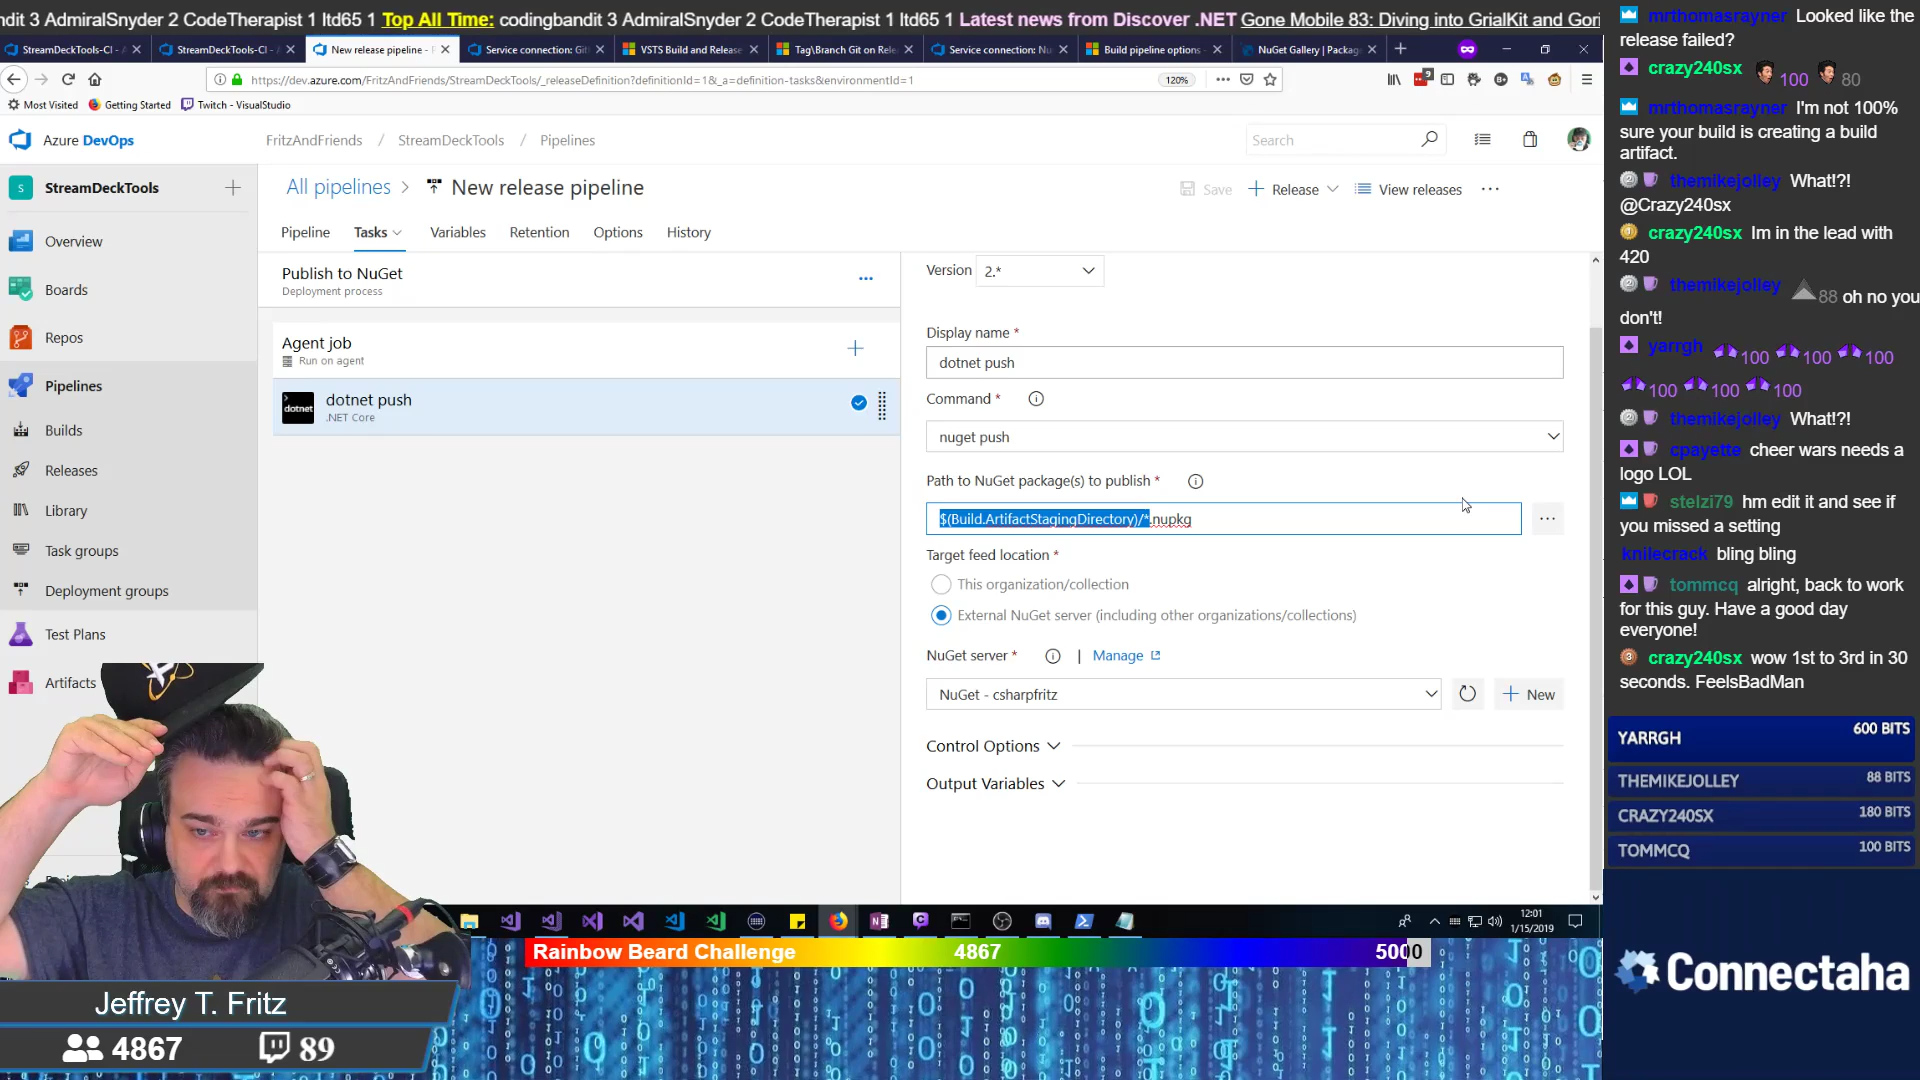 ndit 3 AdmiralSnyder 2 CodeTherapist 1 ltd65 1 Top All Time: codingbandit 3 AdmiralSnyder 2 CodeTherapist 1 ltd65 1 Latest news from Discover .NET Gone Mobile 83: Diving into GrialKit and Gori
StreamDeckTools-CI - A
StreamDeckTools-CI - A
New release pipeline - P
Service connection: Git
VSTS Build and Release
Tag\Branch Git on Rele
Service connection: Nu
Build pipeline options -
NuGet Gallery | Packag
https://dev.azure.com/FritzAndFriends/StreamDeckTools/_releaseDefinition?definitionId=1&_a=definition-tasks&environmentId=1
120%
9
Most Visited
Getting Started
Twitch - VisualStudio
Azure DevOps
FritzAndFriends / StreamDeckTools / Pipelines
Search
S StreamDeckTools
Overview
Boards
Repos
Pipelines
Builds
Releases
Library
Task groups
Deployment groups
Test Plans
Artifacts
All pipelines > New release pipeline
Save
Release
View releases
Pipeline
Tasks
Variables
Retention
Options
History
Publish to NuGet
Deployment process
Agent job
Run on agent
dotnet
dotnet push
.NET Core
Version 2.*
Display name *
dotnet push
Command *
nuget push
Path to NuGet package(s) to publish *
$(Build.ArtifactStagingDirectory)/*.nupkg
Target feed location *
This organization/collection
External NuGet server (including other organizations/collections)
NuGet server * | Manage
NuGet - csharpfritz
New
Control Options
Output Variables
12:01
1/15/2019
mrthomasrayner Looked like the
release failed?
crazy240sx 100 80
mrthomasrayner I'm not 100%
sure your build is creating a build
artifact.
themikejolley What!?!
@Crazy240sx
crazy240sx Im in the lead with
420
themikejolley 88 oh no you
don't!
yarrgh 100 100 100
100 100 100
themikejolley What!?!
cpayette cheer wars needs a
logo LOL
stelzi79 hm edit it and see if
you missed a setting
knilecrack bling bling
tommcq alright, back to work
for this guy. Have a good day
everyone!
crazy240sx wow 1st to 3rd in 30
seconds. FeelsBadMan
YARRGH 600 BITS
THEMIKEJOLLEY 88 BITS
CRAZY240SX 180 BITS
TOMMCQ 100 BITS
Rainbow Beard Challenge 4867 5000
Jeffrey T. Fritz
4867 89
Connectaha